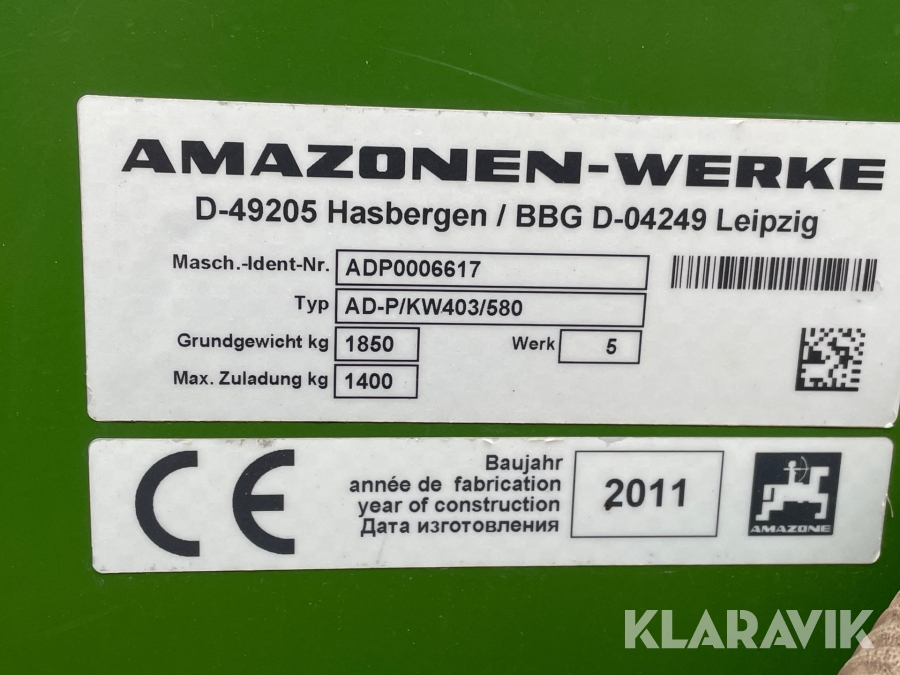 AMAZONEN-WERKE
D-49205 Hasbergen / BBG D-04249 Leipzig
Masch.-Ident-Nr. ADP0006617
Typ AD-P/KW403/580
Grundgewicht kg 1850 Werk 5
Max. Zuladung kg 1400
CE
Baujahr
année de fabrication
year of construction
Дата изготовления
2011
AMAZONE
KLARAVIK